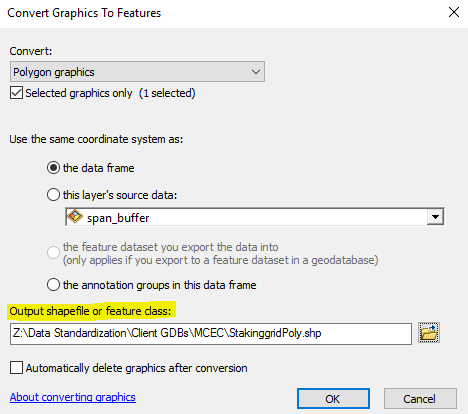 Convert Graphics To Features
Convert:
Polygon graphics
Selected graphics only (1 selected)
Use the same coordinate system as:
the data frame
this layer's source data:
span_buffer
the feature dataset you export the data into
(only applies if you export to a feature dataset in a geodatabase)
the annotation groups in this data frame
Output shapefile or feature class:
Z:\Data Standardization\Client GDBs\MCEC\StakinggridPoly.shp
Automatically delete graphics after conversion
About converting graphics
OK
Cancel